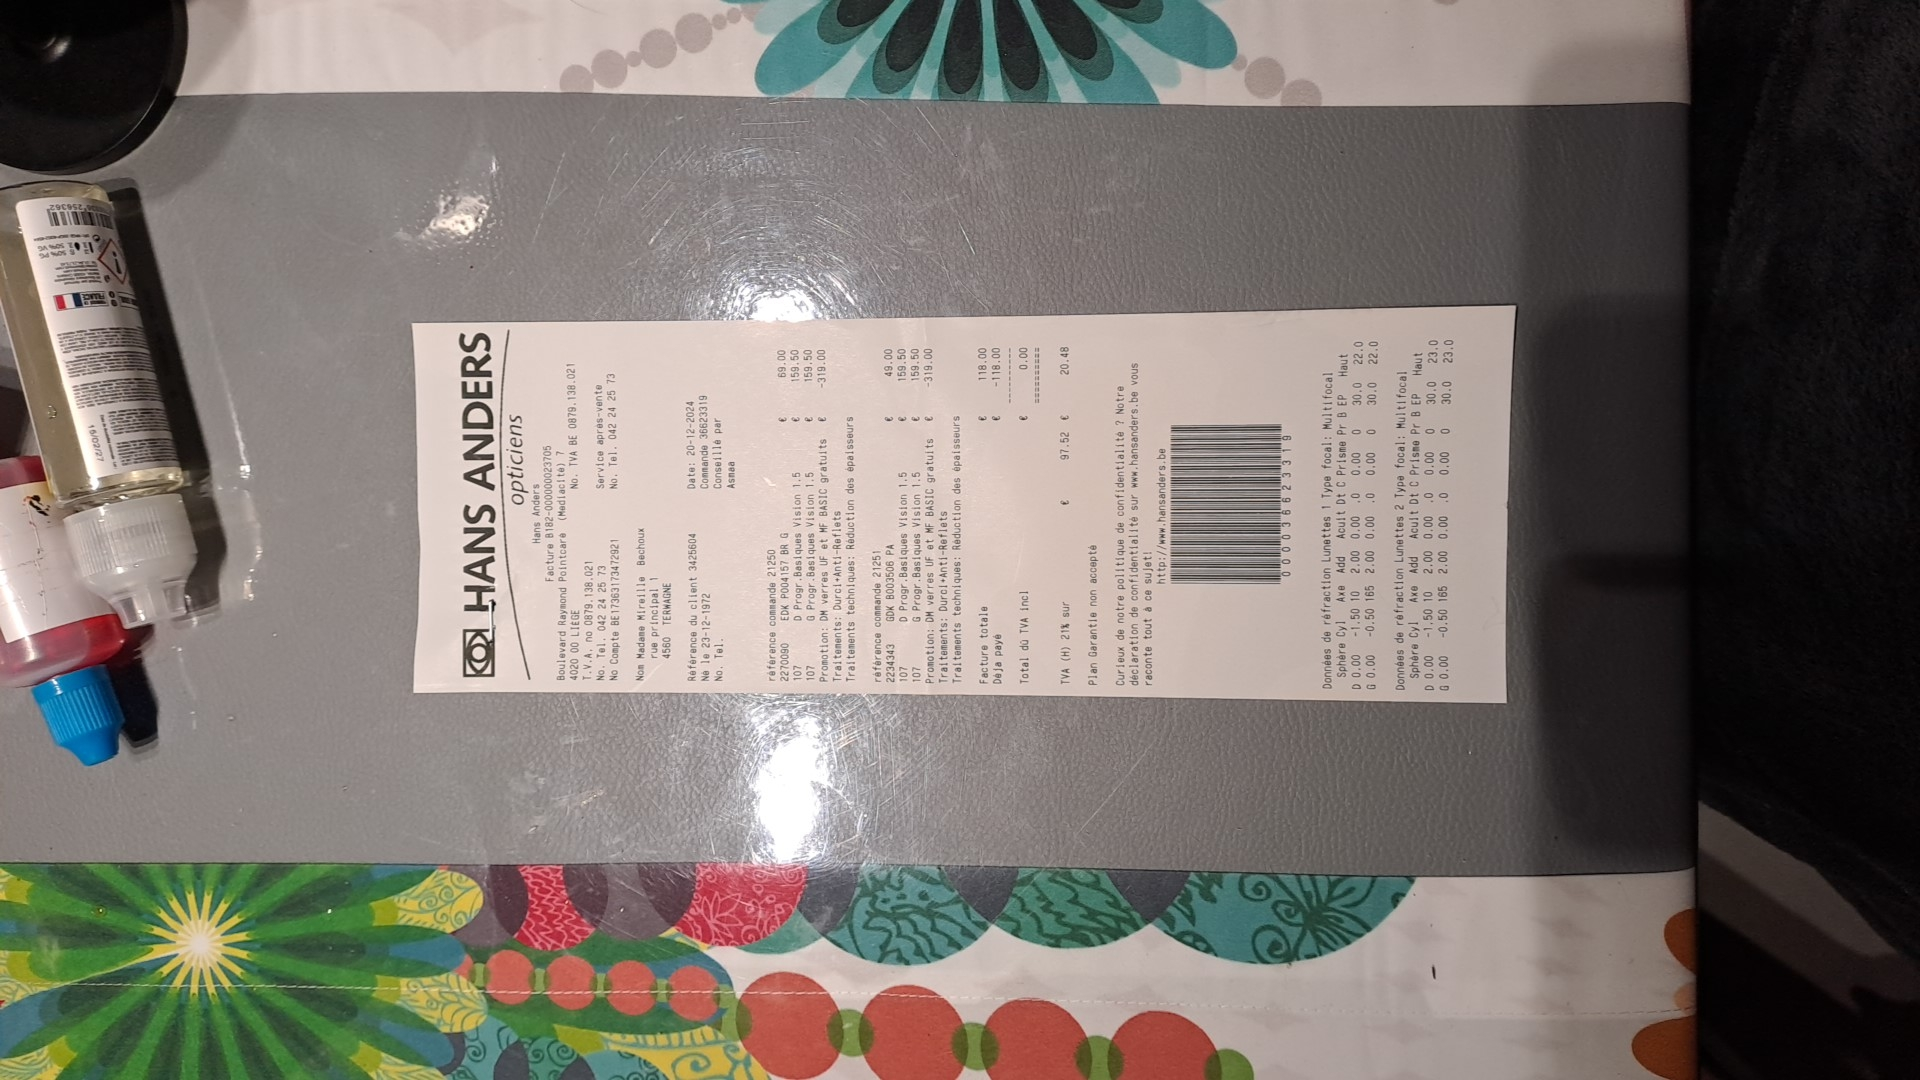 HANS ANDERS
opticiens
Hans Anders
Facture B182-000000023705
Boulevard Raymond Pointcaré (Mediacité) 7
4020 00 LIEGE No. TVA BE 0879.138.021
T.V.A. no 0879.138.021
No. Tel. 042 24 25 73 Service après-vente
No Compte BE17363173472921 No. Tel. 042 24 25 73
Nom Madame Mireille Bechoux
rue principal 1
4560 TERWAGNE
Référence du client 3425604 Date: 20-12-2024
Né le 23-12-1972 Commande 36623319
No. Tel. Conseillé par
Asmaa
référence commande 21250
2270090 EDK P004157 BR G € 69.00
107 D Progr.Basiques Vision 1.5 € 159.50
107 G Progr.Basiques Vision 1.5 € 159.50
Promotion: DM verres UF et MF BASIC gratuits € -319.00
Traitements: Durci+Anti-Reflets
Traitements techniques: Réduction des épaisseurs
référence commande 21251
2234343 GDK B003506 PA € 49.00
107 D Progr.Basiques Vision 1.5 € 159.50
107 G Progr.Basiques Vision 1.5 € 159.50
Promotion: DM verres UF et MF BASIC gratuits € -319.00
Traitements: Durci+Anti-Reflets
Traitements techniques: Réduction des épaisseurs
Facture totale € 118.00
Déja payé € -118.00
Total dû TVA incl € 0.00
TVA (H) 21% sur € 97.52 € 20.48
Plan Garantie non accepté
Curieux de notre politique de confidentialité ? Notre
déclaration de confidentialité sur www.hansanders.be vous
raconte tout à ce sujet!
http://www.hansanders.be
0000036623319
Données de réfraction Lunettes 1 Type focal: Multifocal
Sphère Cyl Axe Add Acuit Dt C Prisme Pr B EP Haut
D 0.00 -1.50 10 2.00 0.00 .0 0.00 0 30.0 22.0
G 0.00 -0.50 165 2.00 0.00 .0 0.00 0 30.0 22.0
Données de réfraction Lunettes 2 Type focal: Multifocal
Sphère Cyl Axe Add Acuit Dt C Prisme Pr B EP Haut
D 0.00 -1.50 10 2.00 0.00 .0 0.00 0 30.0 23.0
G 0.00 -0.50 165 2.00 0.00 .0 0.00 0 30.0 23.0
50% PG
50% VG
16/02/27